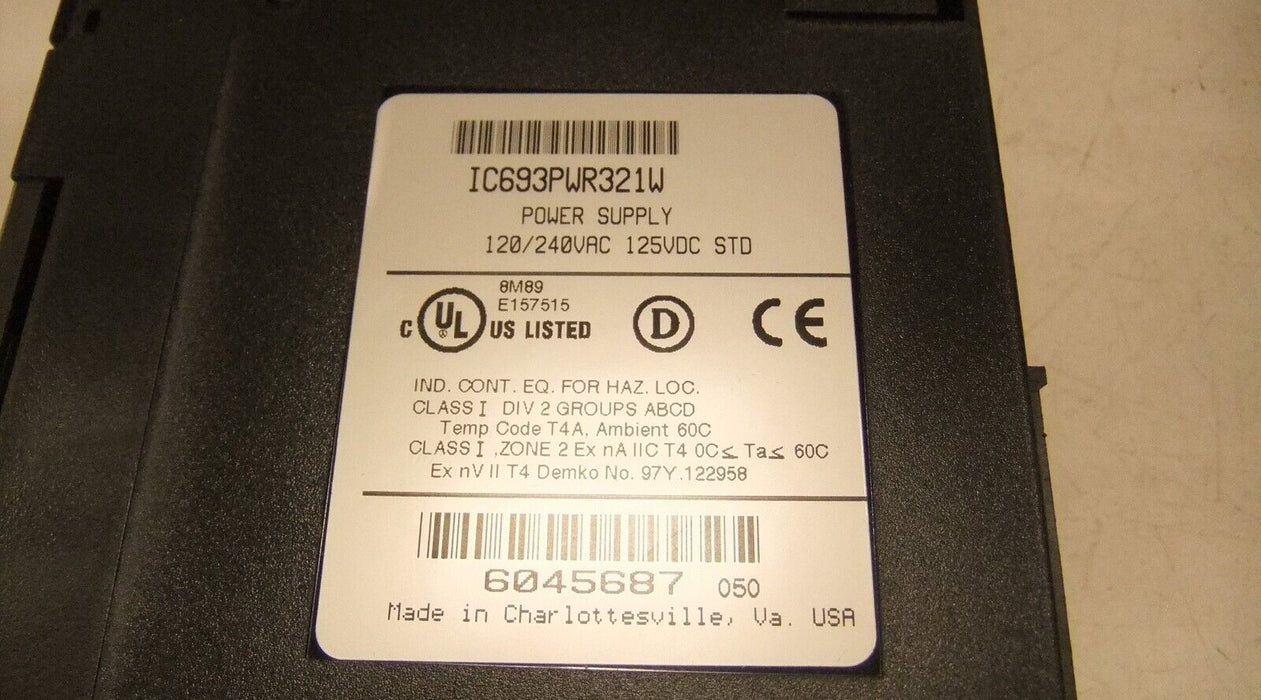 IC693PWR321W
POWER SUPPLY
120/240VAC 125VDC STD
8M89
E157515
C UL US LISTED
D
CE
IND. CONT. EQ. FOR HAZ. LOC.
CLASS I DIV 2 GROUPS ABCD
Temp Code T4A, Ambient 60C
CLASS I ,ZONE 2 Ex nA IIC T4 0C≤ Ta≤ 60C
Ex nV II T4 Demko No. 97Y.122958
6045687 050
Made in Charlottesville, Va. USA